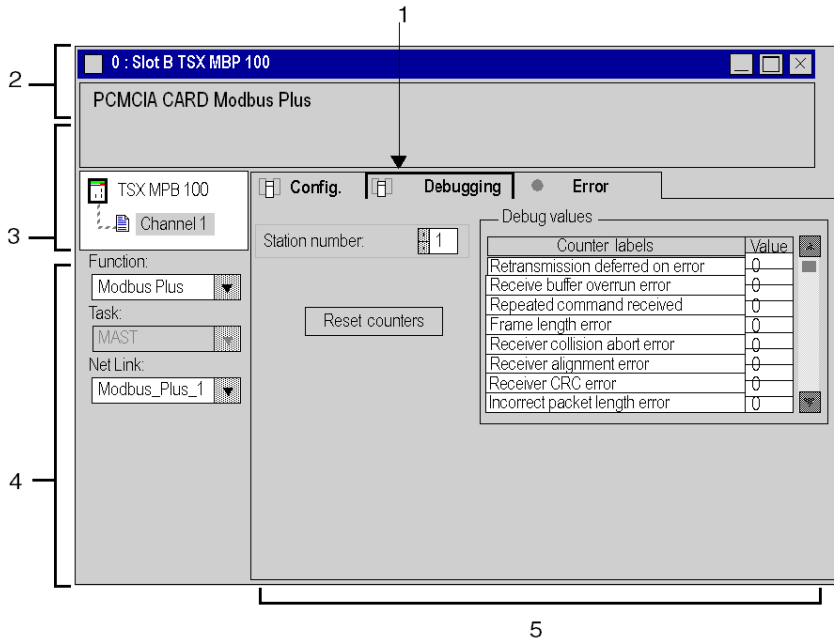 1
2
0 : Slot B TSX MBP 100
PCMCIA CARD Modbus Plus
3
TSX MPB 100
Channel 1
Config.
Debugging
Error
Station number:
1
Reset counters
Debug values
Counter labels Value
Retransmission deferred on error 0
Receive buffer overrun error 0
Repeated command received 0
Frame length error 0
Receiver collision abort error 0
Receiver alignment error 0
Receiver CRC error 0
Incorrect packet length error 0
Function:
Modbus Plus
Task:
MAST
Net Link:
Modbus_Plus_1
4
5